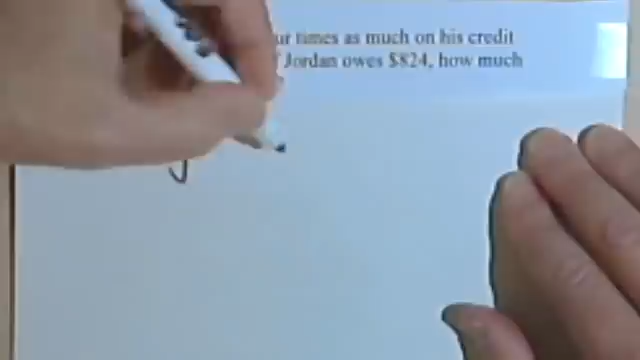 ur times as much on his credit
Jordan owes $824, how much
J